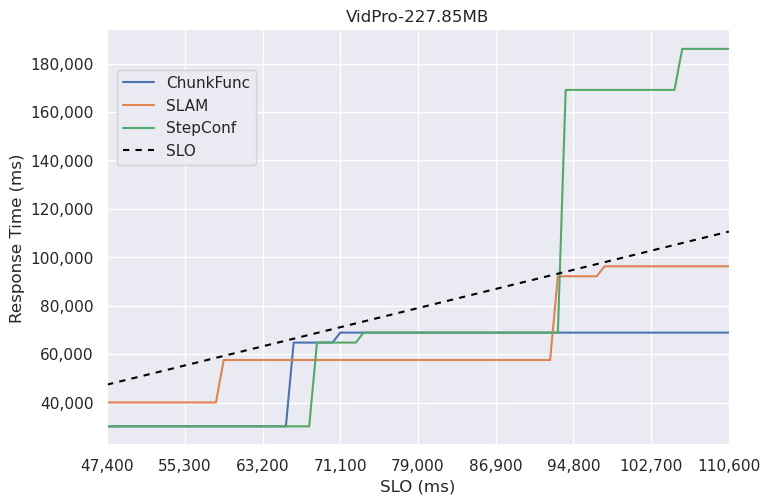 VidPro-227.85MB
180,000
160,000
140,000
120,000
100,000
80,000
60,000
40,000
Response Time (ms)
ChunkFunc
SLAM
StepConf
SLO
47,400 55,300 63,200 71,100 79,000 86,900 94,800 102,700 110,600
SLO (ms)